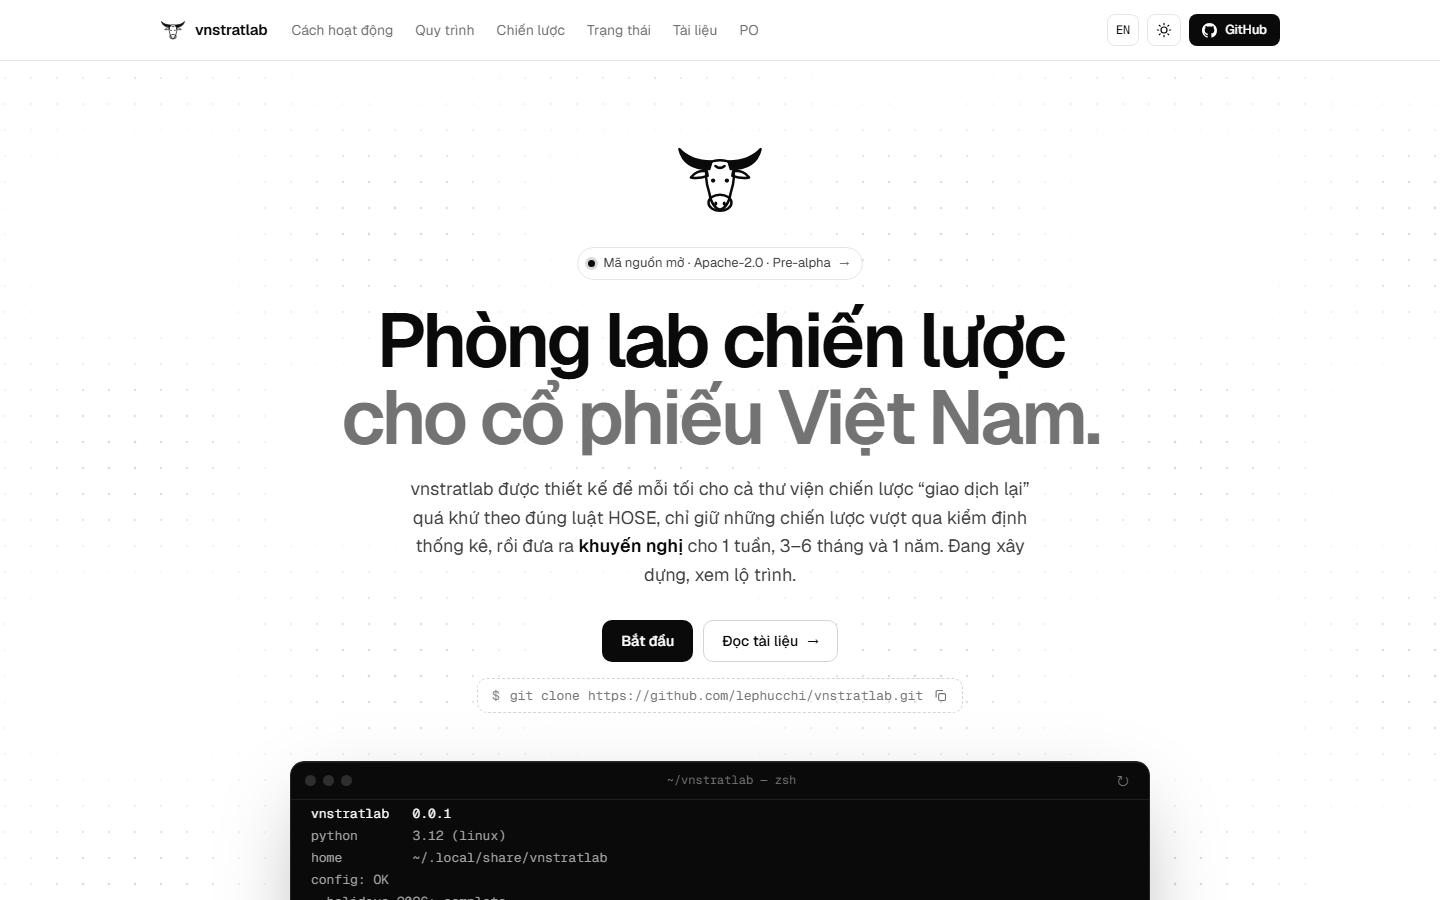 vnstratlab
Cách hoạt động
Quy trình
Chiến lược
Trạng thái
Tài liệu
PO
EN
GitHub
Mã nguồn mở · Apache-2.0 · Pre-alpha →
Phòng lab chiến lược
cho cổ phiếu Việt Nam.
vnstratlab được thiết kế để mỗi tối cho cả thư viện chiến lược “giao dịch lại”
quá khứ theo đúng luật HOSE, chỉ giữ những chiến lược vượt qua kiểm định
thống kê, rồi đưa ra khuyến nghị cho 1 tuần, 3–6 tháng và 1 năm. Đang xây
dựng, xem lộ trình.
Bắt đầu
Đọc tài liệu →
$ git clone https://github.com/lephucchi/vnstratlab.git
~/vnstratlab — zsh
vnstratlab 0.0.1
python 3.12 (linux)
home ~/.local/share/vnstratlab
config: OK